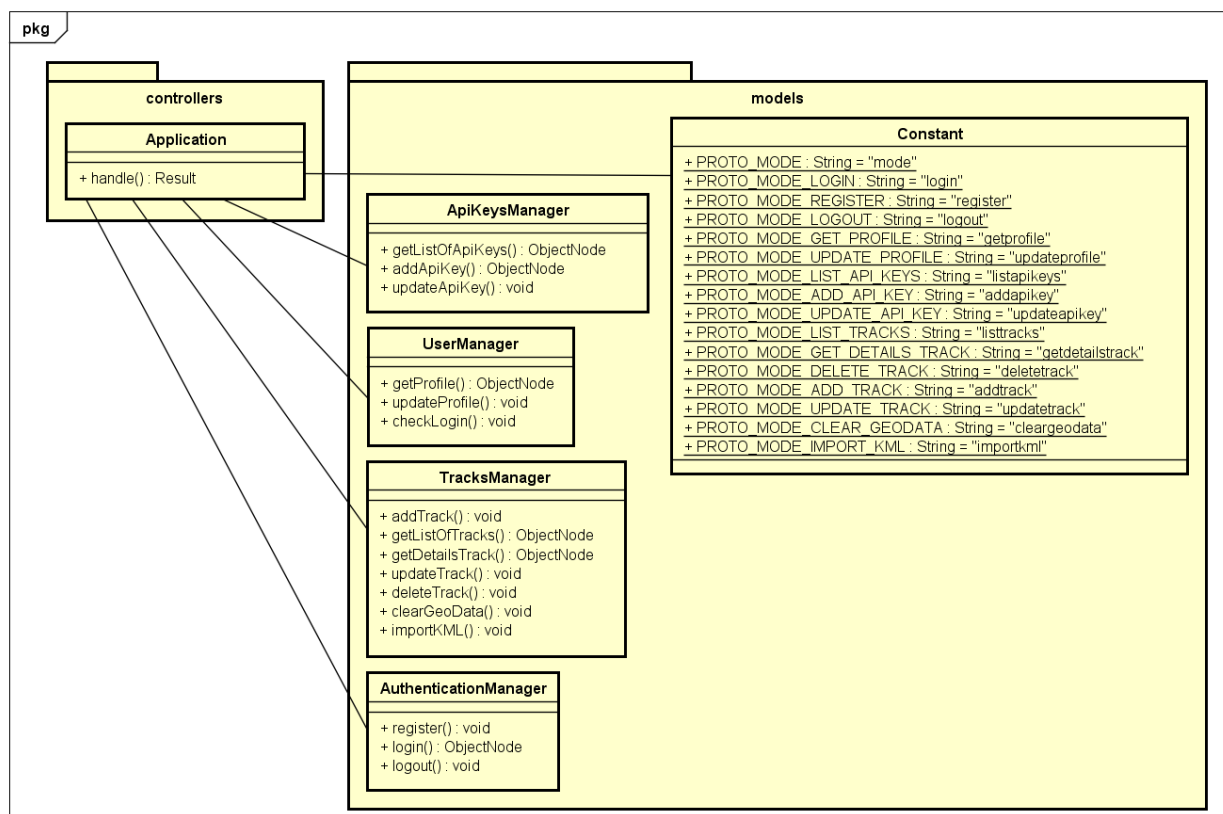 pkg
controllers
Application
+ handle() : Result
models
Constant
+ PROTO_MODE : String = "mode"
+ PROTO_MODE_LOGIN : String = "login"
+ PROTO_MODE_REGISTER : String = "register"
+ PROTO_MODE_LOGOUT : String = "logout"
+ PROTO_MODE_GET_PROFILE : String = "getprofile"
+ PROTO_MODE_UPDATE_PROFILE : String = "updateprofile"
+ PROTO_MODE_LIST_API_KEYS : String = "listapikeys"
+ PROTO_MODE_ADD_API_KEY : String = "addapikey"
+ PROTO_MODE_UPDATE_API_KEY : String = "updateapikey"
+ PROTO_MODE_LIST_TRACKS : String = "listtracks"
+ PROTO_MODE_GET_DETAILS_TRACK : String = "getdetailstrack"
+ PROTO_MODE_DELETE_TRACK : String = "deletetrack"
+ PROTO_MODE_ADD_TRACK : String = "addtrack"
+ PROTO_MODE_UPDATE_TRACK : String = "updatetrack"
+ PROTO_MODE_CLEAR_GEODATA : String = "cleargeodata"
+ PROTO_MODE_IMPORT_KML : String = "importkml"
ApiKeysManager
+ getListOfApiKeys() : ObjectNode
+ addApiKey() : ObjectNode
+ updateApiKey() : void
UserManager
+ getProfile() : ObjectNode
+ updateProfile() : void
+ checkLogin() : void
TracksManager
+ addTrack() : void
+ getListOfTracks() : ObjectNode
+ getDetailsTrack() : ObjectNode
+ updateTrack() : void
+ deleteTrack() : void
+ clearGeoData() : void
+ importKML() : void
AuthenticationManager
+ register() : void
+ login() : ObjectNode
+ logout() : void